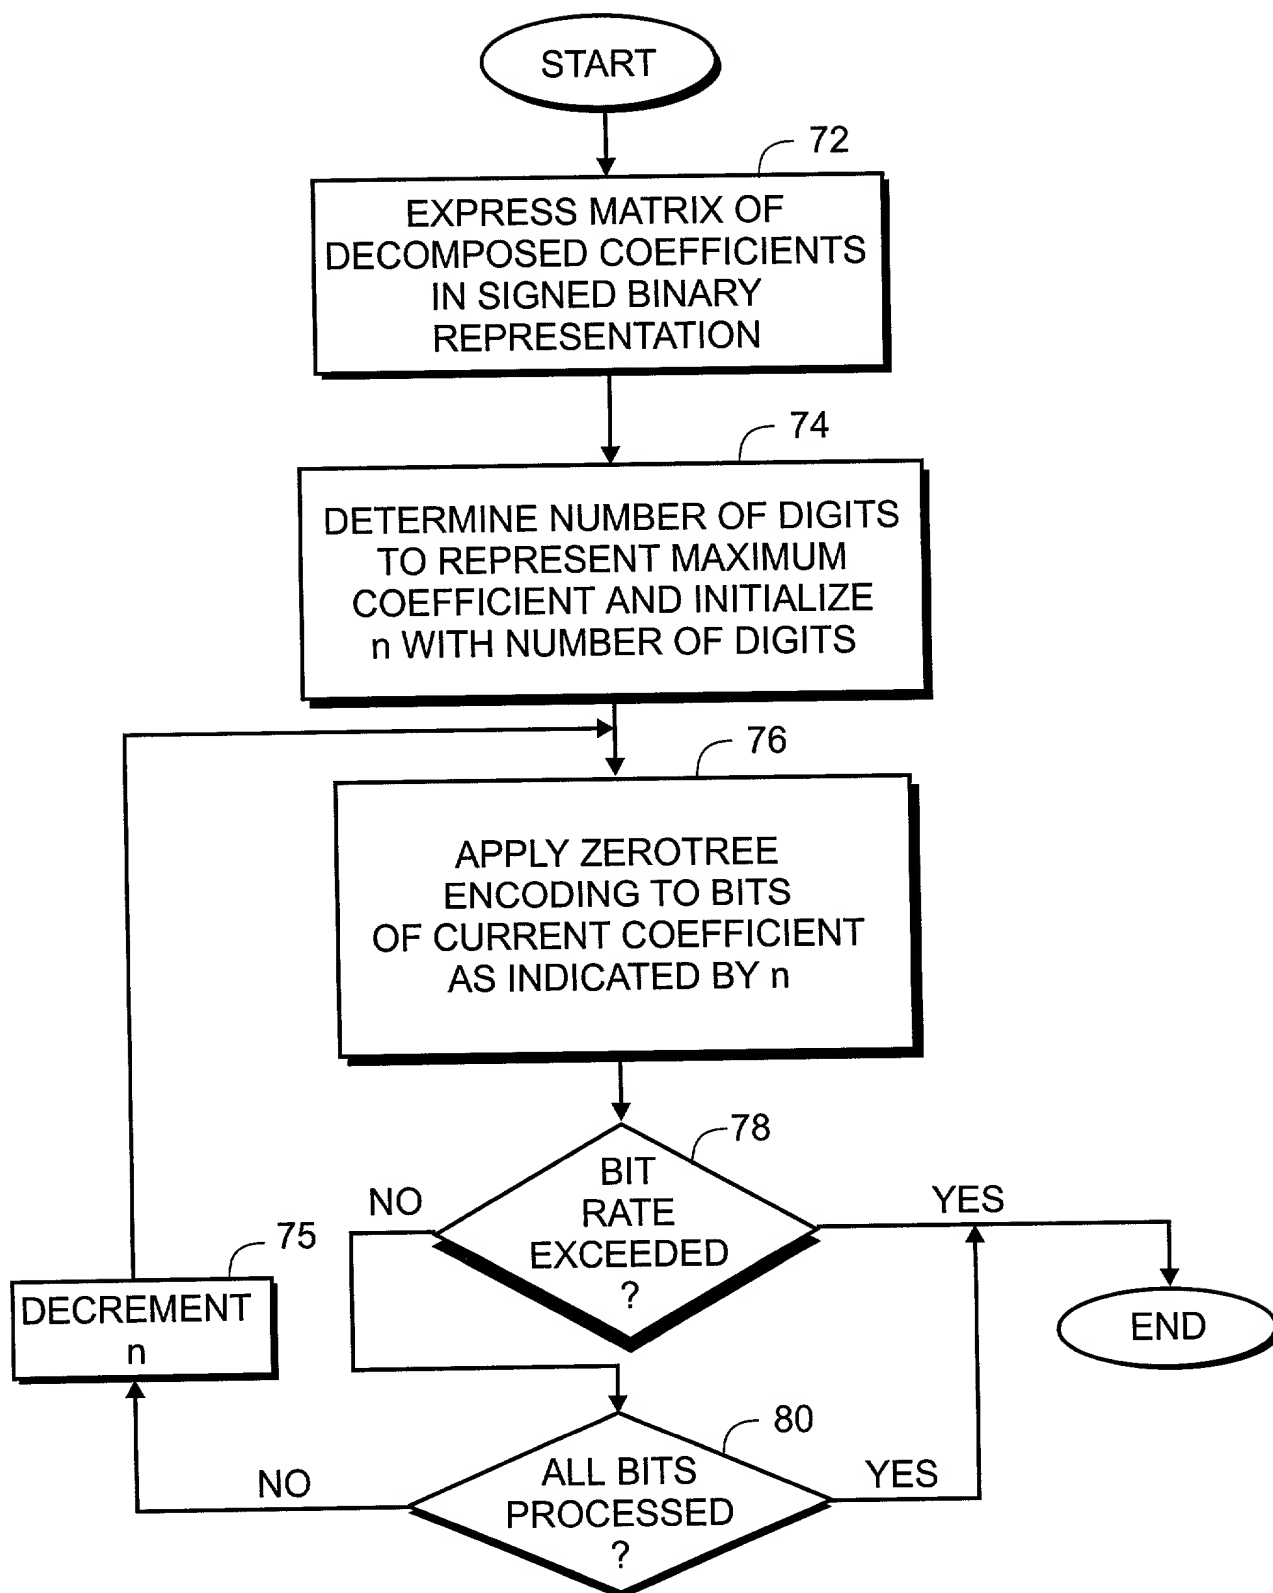 START
72
EXPRESS MATRIX OF
DECOMPOSED COEFFICIENTS
IN SIGNED BINARY
REPRESENTATION
74
DETERMINE NUMBER OF DIGITS
TO REPRESENT MAXIMUM
COEFFICIENT AND INITIALIZE
n WITH NUMBER OF DIGITS
76
APPLY ZEROTREE
ENCODING TO BITS
OF CURRENT COEFFICIENT
AS INDICATED BY n
78
BIT
RATE
EXCEEDED
?
NO
YES
75
DECREMENT
n
END
80
ALL BITS
PROCESSED
?
NO
YES